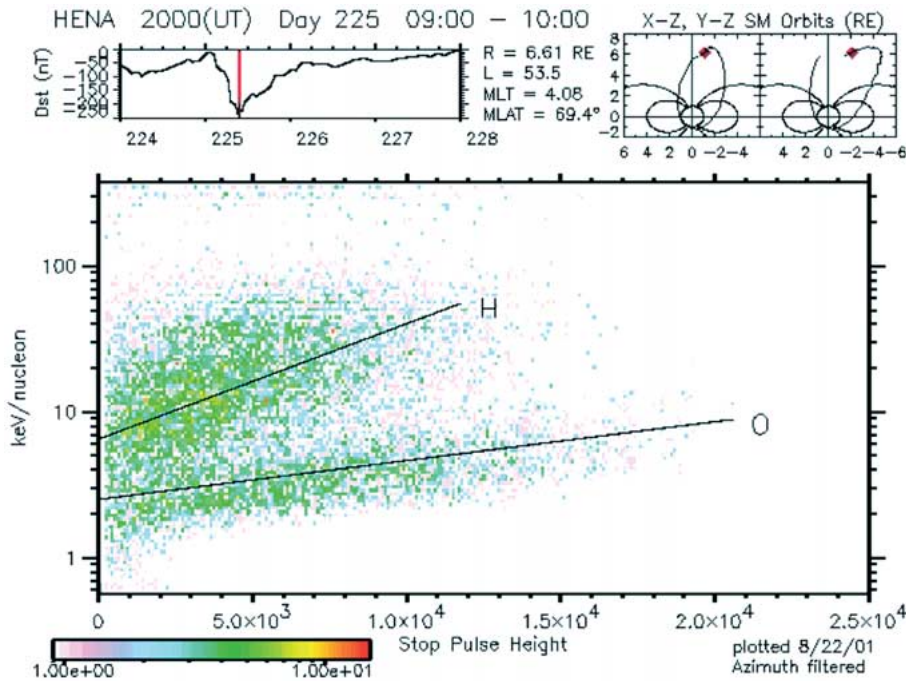 HENA 2000(UT) Day 225 09:00 - 10:00
X-Z, Y-Z SM Orbits (RE)
Dst (nT)
0
-50
-100
-150
-200
-250
224 225 226 227 228
R = 6.61 RE
L = 53.5
MLT = 4.08
MLAT = 69.4°
8
6
4
2
0
-2
6 4 2 0 -2-4 6 4 2 0 -2-4-6
keV/nucleon
100
10
1
H
O
0 5.0×10³ 1.0×10⁴ 1.5×10⁴ 2.0×10⁴ 2.5×10⁴
Stop Pulse Height
1.00e+00 1.00e+01
plotted 8/22/01
Azimuth filtered